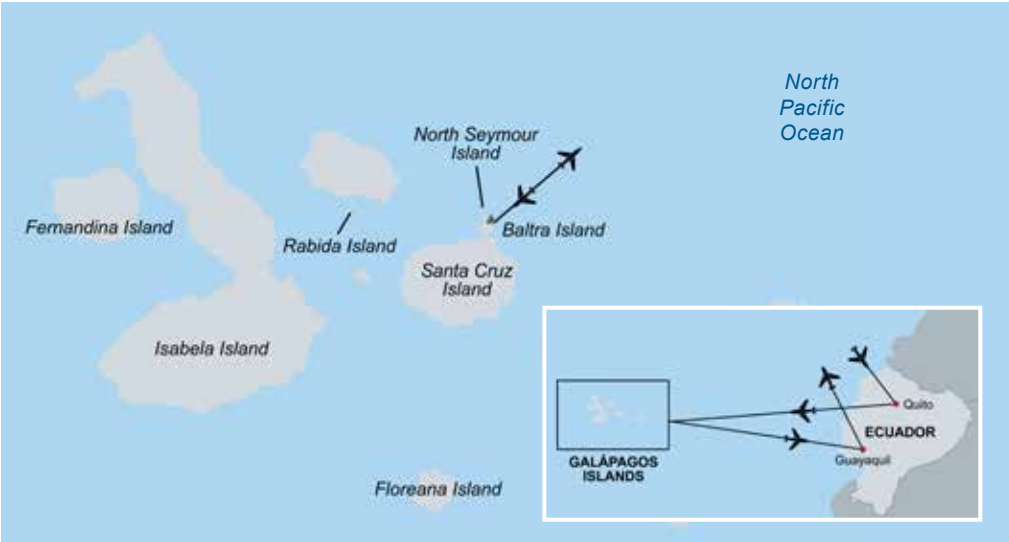 North
Pacific
Ocean
North Seymour
Island
Fernandina Island
Rabida Island
Baltra Island
Santa Cruz
Island
Isabela Island
Floreana Island
Quito
ECUADOR
Guayaquil
GALÁPAGOS
ISLANDS